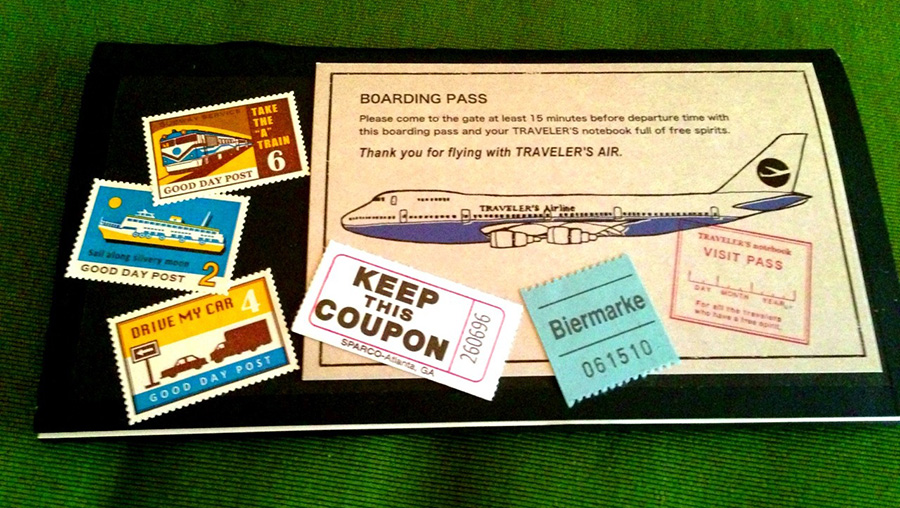 SUBWAY SERVICE
TAKE
THE
"A"
TRAIN
6
GOOD DAY POST
Sail along silvery moon
GOOD DAY POST 2
DRIVE MY CAR 4
GOOD DAY POST
BOARDING PASS
Please come to the gate at least 15 minutes before departure time with
this boarding pass and your TRAVELER'S notebook full of free spirits.
Thank you for flying with TRAVELER'S AIR.
TRAVELER'S Airline
KEEP
THIS
COUPON
SPARCO-Atlanta, GA
260696
Biermarke
061510
TRAVELER'S notebook
VISIT PASS
DAY MONTH YEAR
For all the travelers
who have a free spirit.